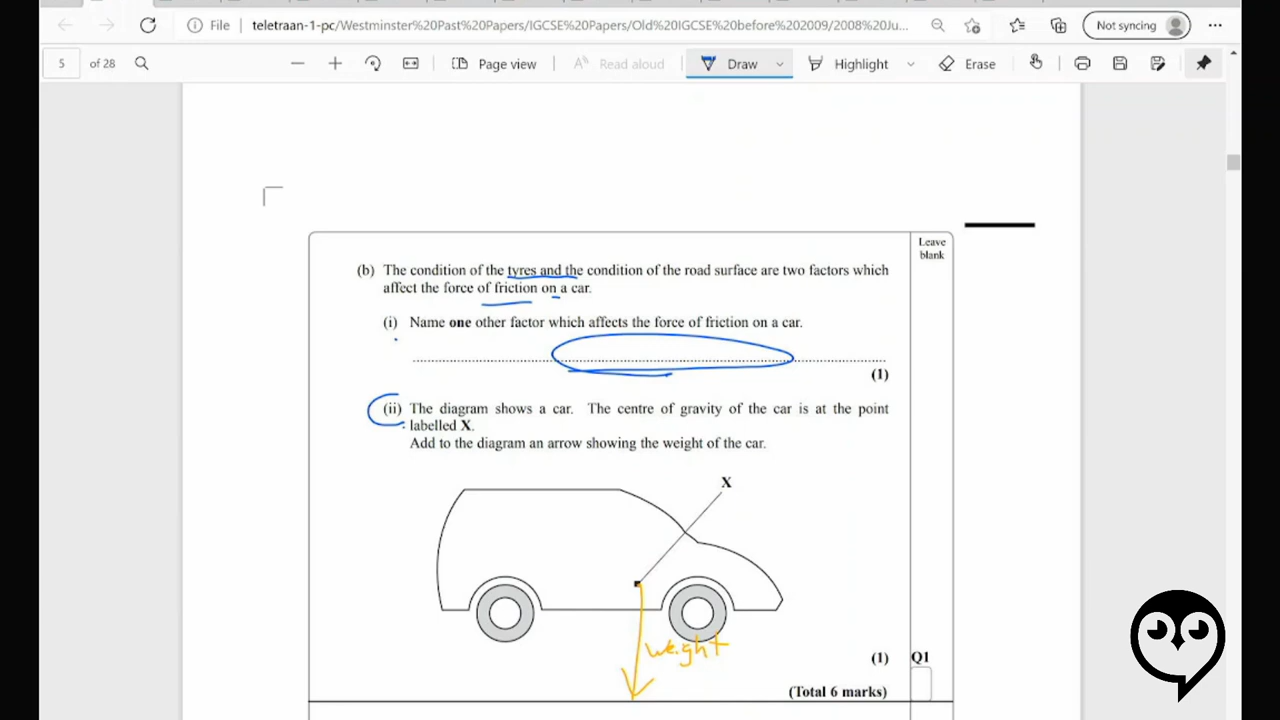 File
teletraan-1-pc/Westminster%20Past%20Papers/IGCSE%20Papers/Old%20IGCSE%20before%202009/2008%20Ju...
Not syncing
5 of 28
Page view
Read aloud
Draw
Highlight
Erase
Leave
blank
(b) The condition of the tyres and the condition of the road surface are two factors which
affect the force of friction on a car.
(i) Name one other factor which affects the force of friction on a car.
(1)
(ii) The diagram shows a car. The centre of gravity of the car is at the point
labelled X.
Add to the diagram an arrow showing the weight of the car.
X
weight
(1) Q1
(Total 6 marks)